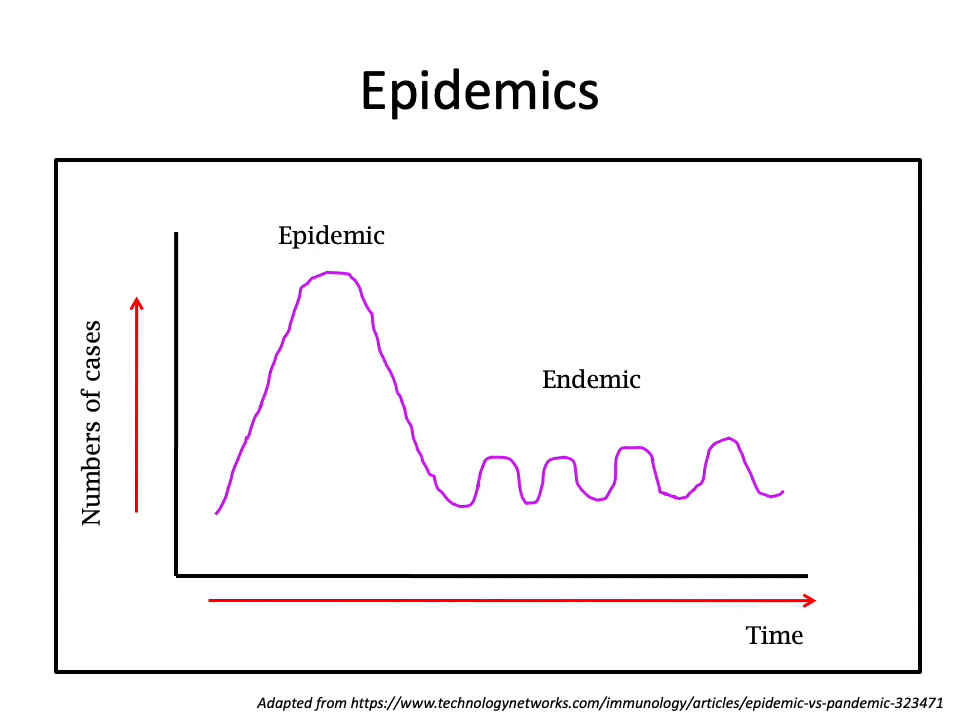 Epidemics
Epidemic
Endemic
Numbers of cases
Time
Adapted from https://www.technologynetworks.com/immunology/articles/epidemic-vs-pandemic-323471